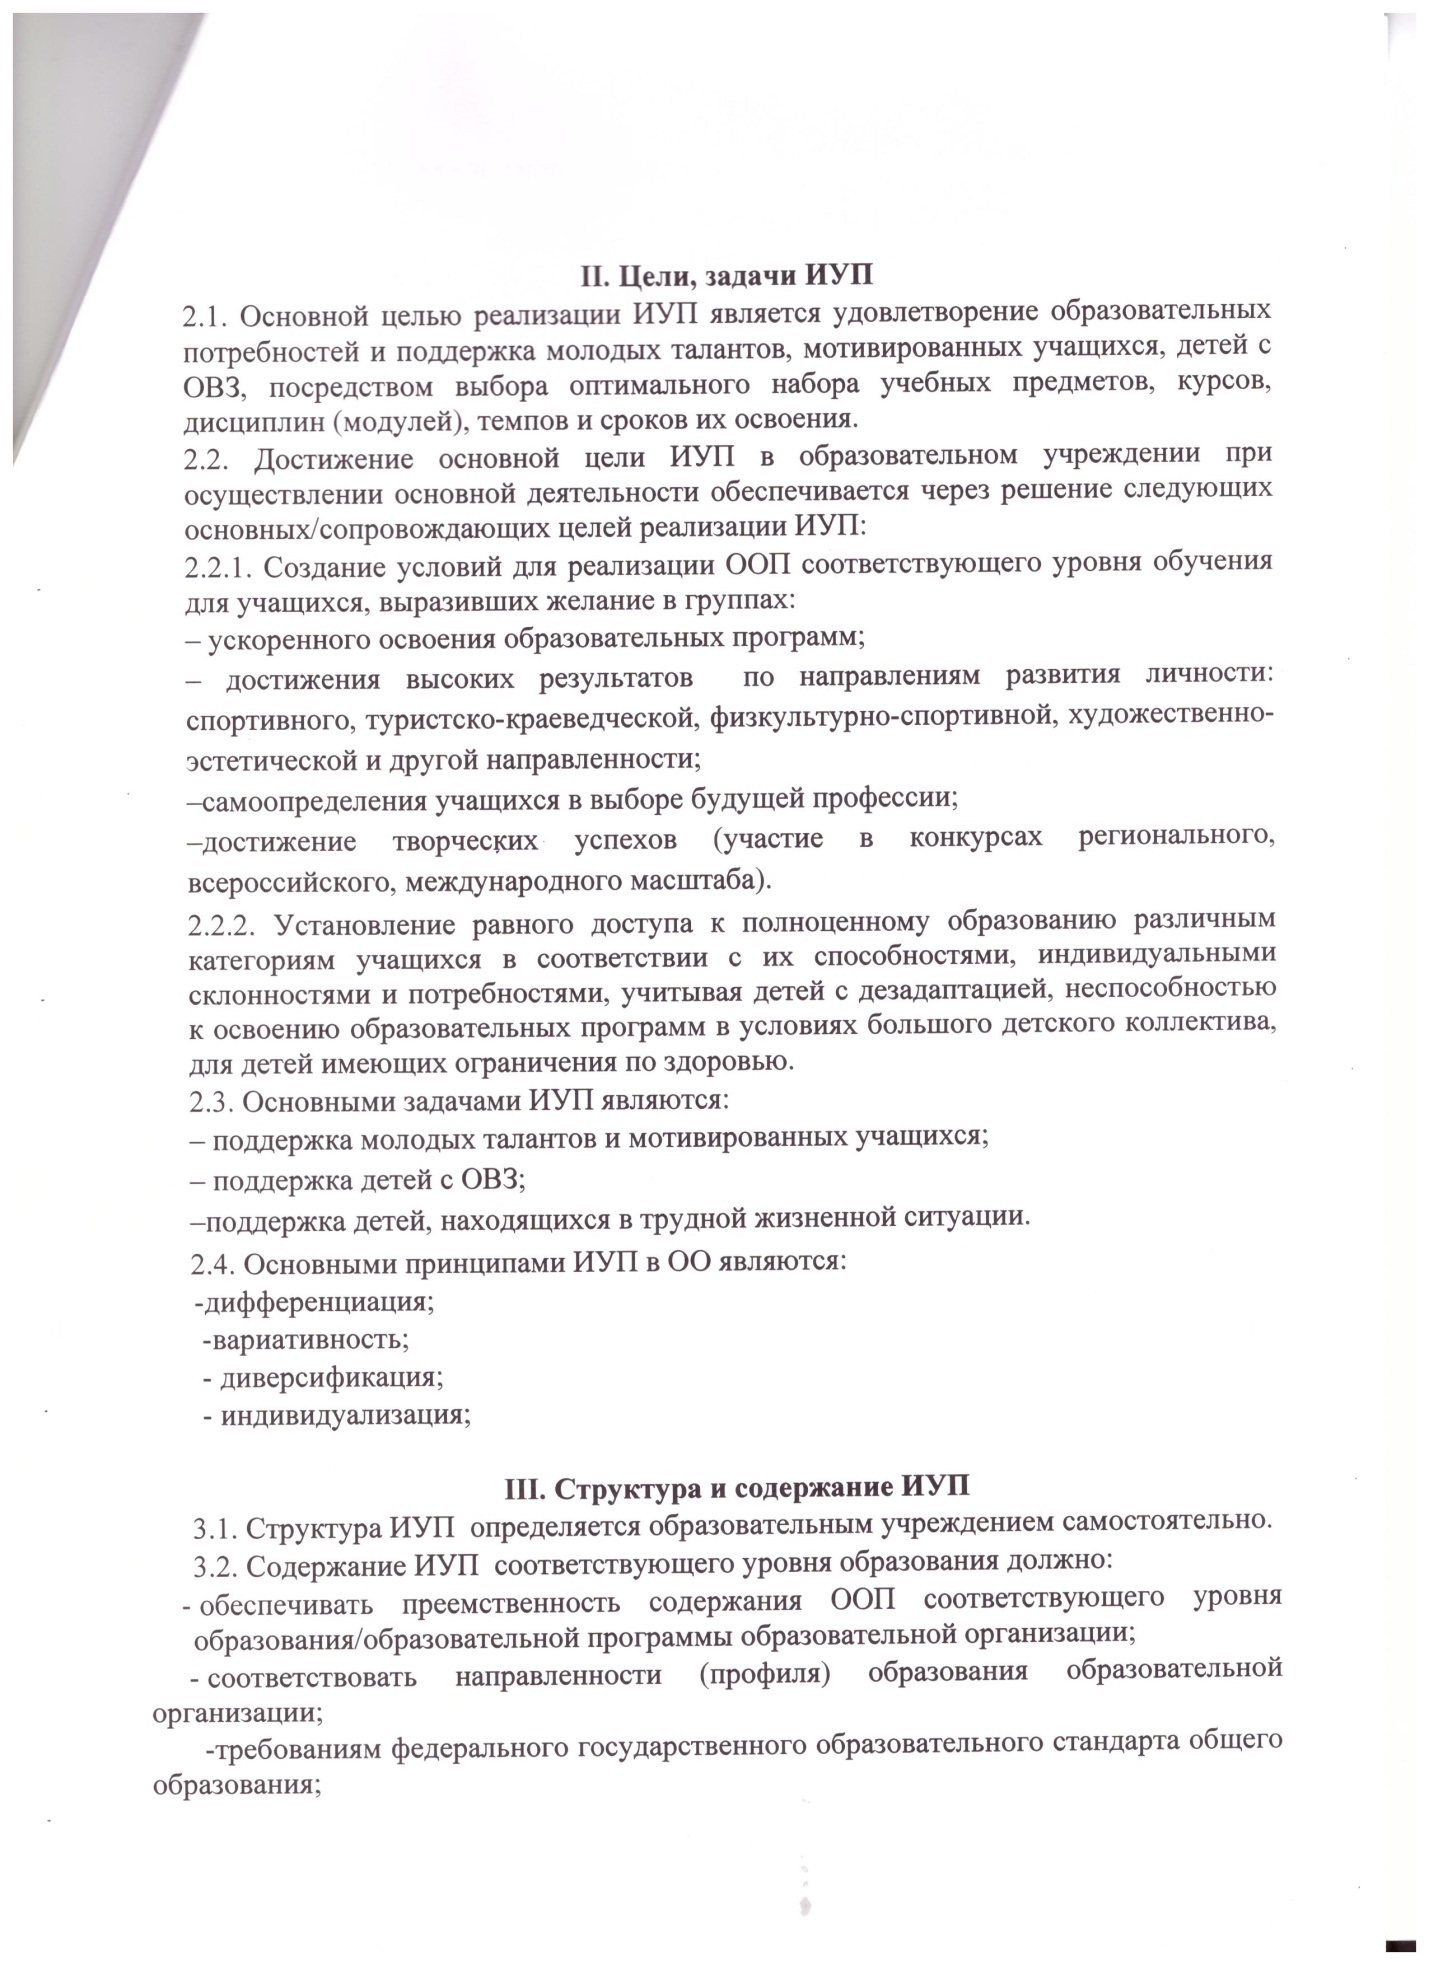 II. Цели, задачи ИУП
2.1. Основной целью реализации ИУП является удовлетворение образовательных
потребностей и поддержка молодых талантов, мотивированных учащихся, детей с
ОВЗ, посредством выбора оптимального набора учебных предметов, курсов,
дисциплин (модулей), темпов и сроков их освоения.
2.2. Достижение основной цели ИУП в образовательном учреждении при
осуществлении основной деятельности обеспечивается через решение следующих
основных/сопровождающих целей реализации ИУП:
2.2.1. Создание условий для реализации ООП соответствующего уровня обучения
для учащихся, выразивших желание в группах:
– ускоренного освоения образовательных программ;
– достижения высоких результатов по направлениям развития личности:
спортивного, туристско-краеведческой, физкультурно-спортивной, художественно-
эстетической и другой направленности;
–самоопределения учащихся в выборе будущей профессии;
–достижение творческих успехов (участие в конкурсах регионального,
всероссийского, международного масштаба).
2.2.2. Установление равного доступа к полноценному образованию различным
категориям учащихся в соответствии с их способностями, индивидуальными
склонностями и потребностями, учитывая детей с дезадаптацией, неспособностью
к освоению образовательных программ в условиях большого детского коллектива,
для детей имеющих ограничения по здоровью.
2.3. Основными задачами ИУП являются:
– поддержка молодых талантов и мотивированных учащихся;
– поддержка детей с ОВЗ;
–поддержка детей, находящихся в трудной жизненной ситуации.
2.4. Основными принципами ИУП в ОО являются:
-дифференциация;
-вариативность;
- диверсификация;
- индивидуализация;
III. Структура и содержание ИУП
3.1. Структура ИУП определяется образовательным учреждением самостоятельно.
3.2. Содержание ИУП соответствующего уровня образования должно:
- обеспечивать преемственность содержания ООП соответствующего уровня
образования/образовательной программы образовательной организации;
- соответствовать направленности (профиля) образования образовательной
организации;
-требованиям федерального государственного образовательного стандарта общего
образования;